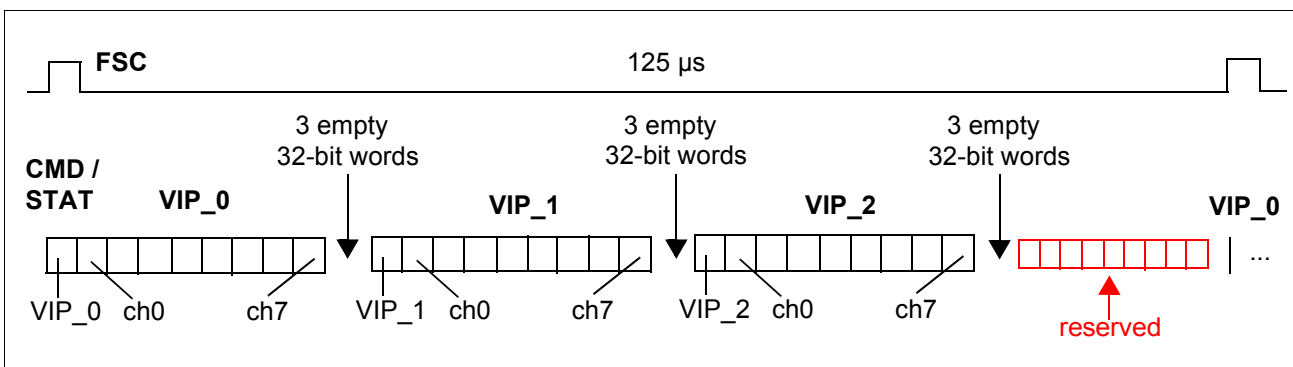 FSC
125 µs
3 empty
32-bit words
3 empty
32-bit words
3 empty
32-bit words
CMD /
STAT
VIP_0
VIP_1
VIP_2
VIP_0
...
VIP_0
ch0
ch7
VIP_1
ch0
ch7
VIP_2
ch0
ch7
reserved